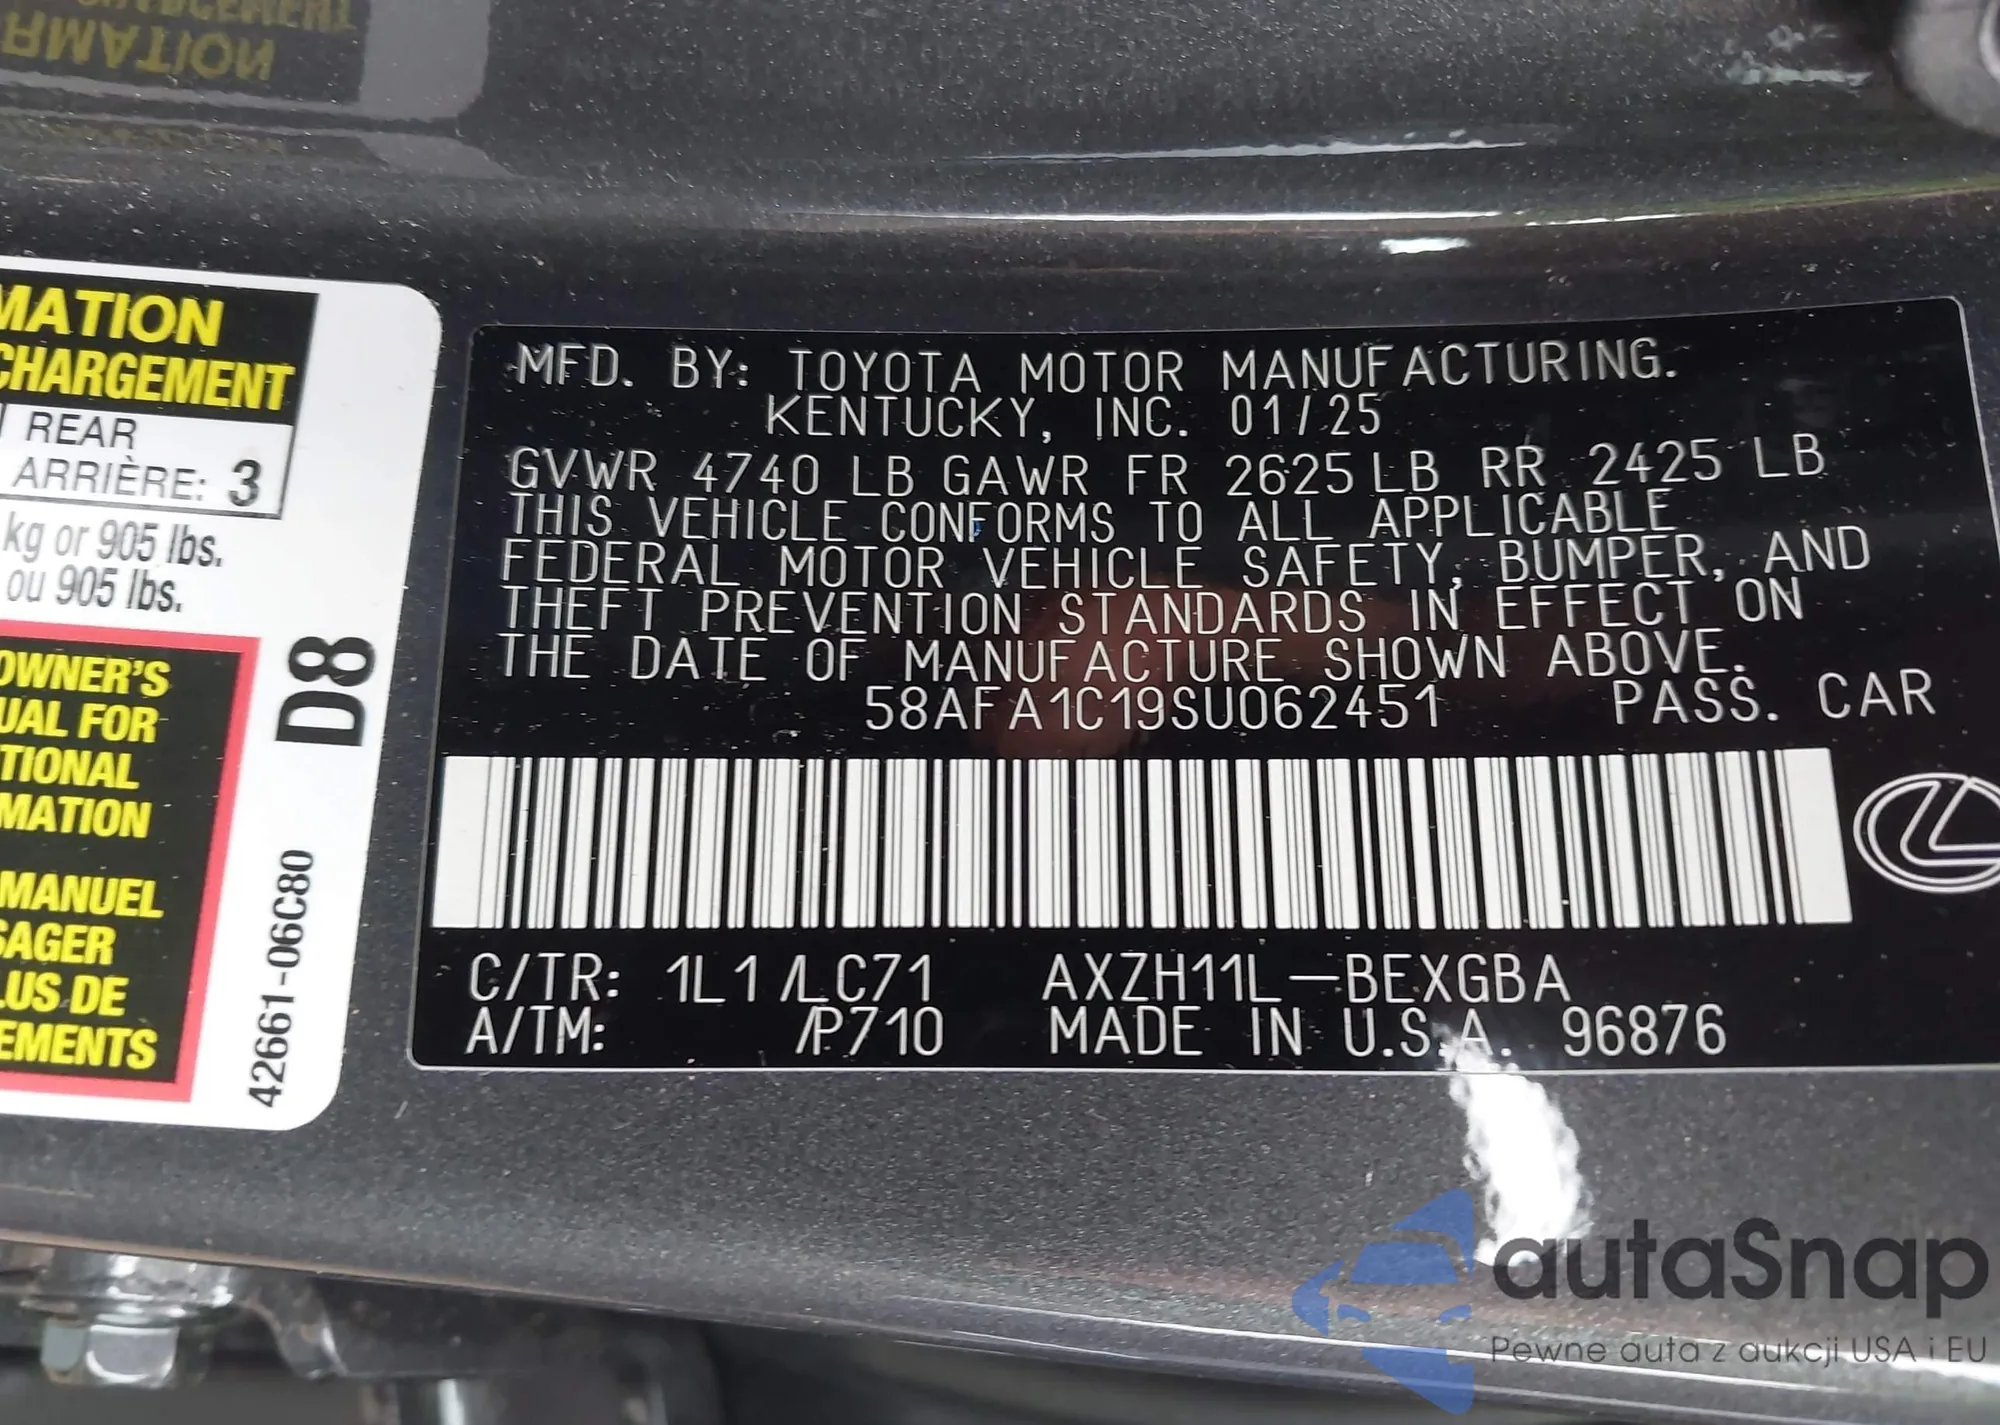 MATION
CHARGEMENT
REAR
ARRIÈRE: 3
kg or 905 lbs.
ou 905 lbs.
OWNER'S
UAL FOR
TIONAL
MATION
MANUEL
SAGER
LUS DE
EMENTS
D8
42661-06C80
MFD. BY: TOYOTA MOTOR MANUFACTURING.
KENTUCKY, INC. 01/25
GVWR 4740 LB GAWR FR 2625 LB RR 2425 LB
THIS VEHICLE CONFORMS TO ALL APPLICABLE
FEDERAL MOTOR VEHICLE SAFETY, BUMPER, AND
THEFT PREVENTION STANDARDS IN EFFECT ON
THE DATE OF MANUFACTURE SHOWN ABOVE.
58AFA1C19SU062451 PASS. CAR
C/TR: 1L1/LC71 AXZH11L-BEXGBA
A/TM: /P710 MADE IN U.S.A. 96876
autaSnap
Pewne auta z aukcji USA i EU